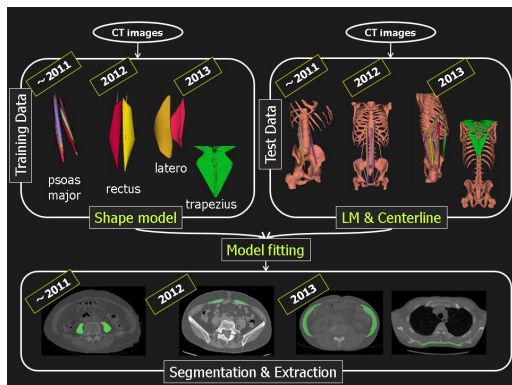 CT images
CT images
Training Data
~2011
2012
2013
psoas
major
rectus
latero
trapezius
Shape model
Test Data
~2011
2012
2013
LM & Centerline
Model fitting
~2011
2012
2013
Segmentation & Extraction